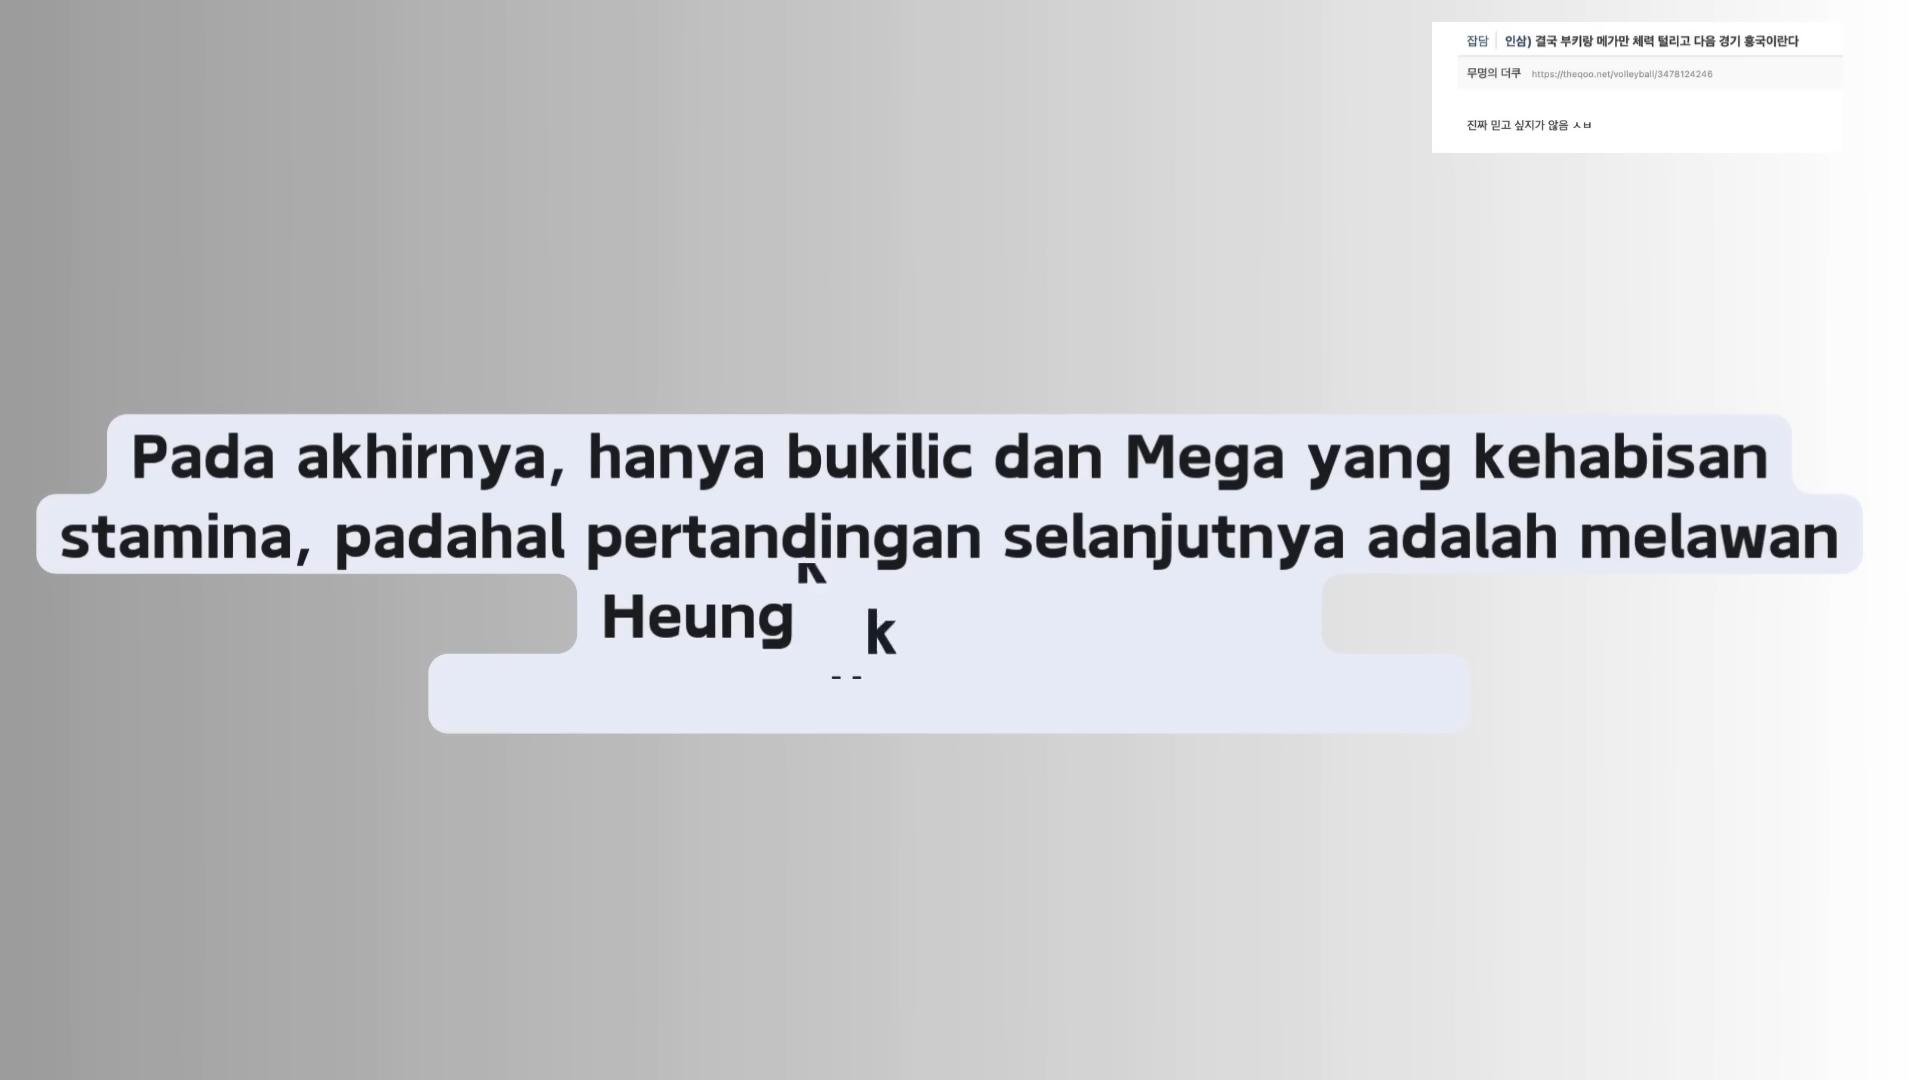 잡담 인삼) 결국 부키랑 메가만 체력 털리고 다음 경기 흥국이란다
무명의 더쿠 https://theqoo.net/volleyball/3478124246
진짜 믿고 싶지가 않음 ㅅㅂ
Pada akhirnya, hanya bukilic dan Mega yang kehabisan
stamina, padahal pertandingan selanjutnya adalah melawan
Heungk k